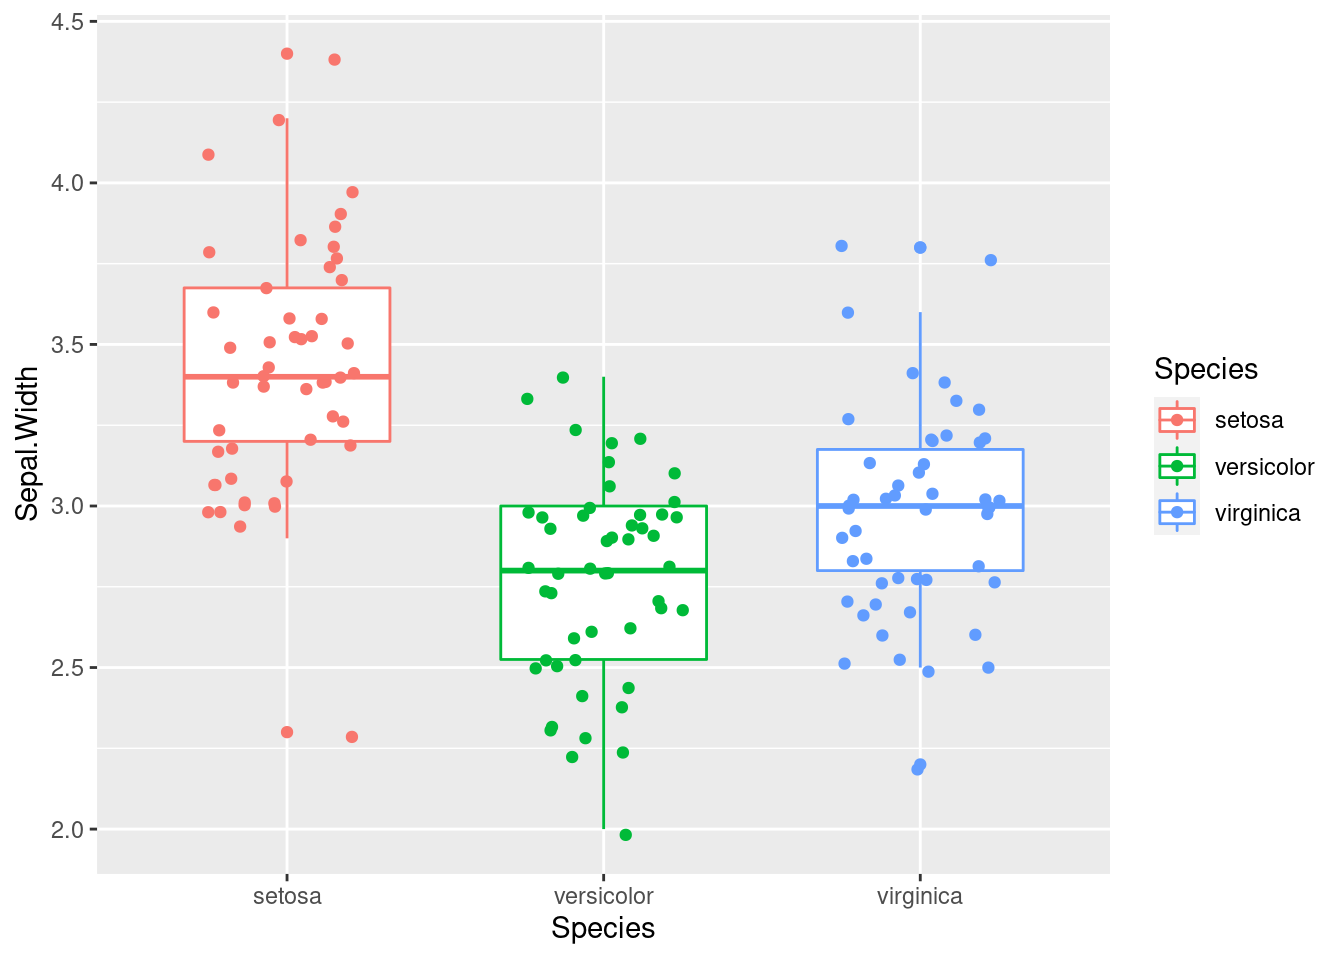 4.5
4.0
3.5
3.0
2.5
2.0
Sepal.Width
setosa
versicolor
virginica
Species
Species
setosa
versicolor
virginica